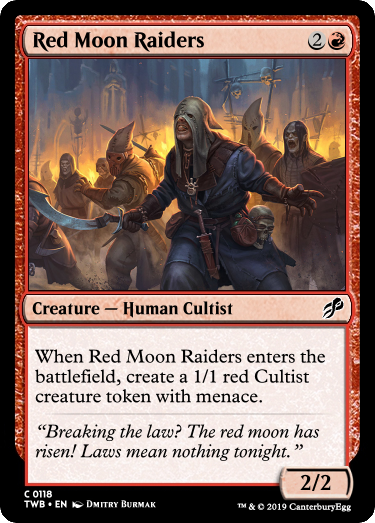 Red Moon Raiders 2
Creature — Human Cultist
When Red Moon Raiders enters the
battlefield, create a 1/1 red Cultist
creature token with menace.
“Breaking the law? The red moon has
risen! Laws mean nothing tonight.”
2/2
C 0118
TWB • EN Dmitry Burmak
™ & © 2019 CanterburyEgg